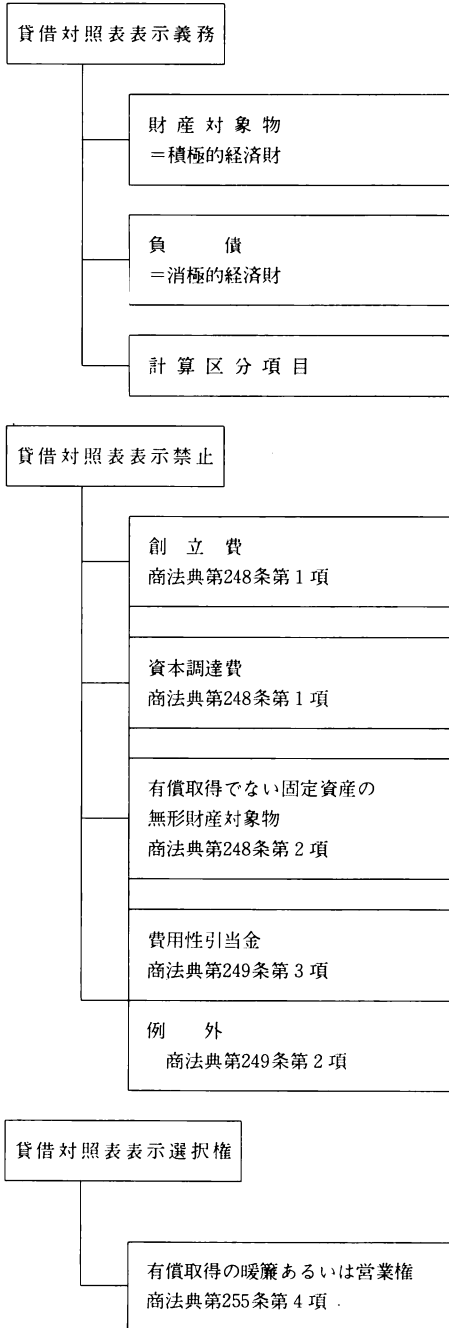 貸借対照表表示義務
財産対象物
＝積極的経済財
負債
＝消極的経済財
計算区分項目
貸借対照表表示禁止
創立費
商法典第248条第1項
資本調達費
商法典第248条第1項
有償取得でない固定資産の
無形財産対象物
商法典第248条第2項
費用性引当金
商法典第249条第3項
例外
商法典第249条第2項
貸借対照表表示選択権
有償取得の暖簾あるいは営業権
商法典第255条第4項